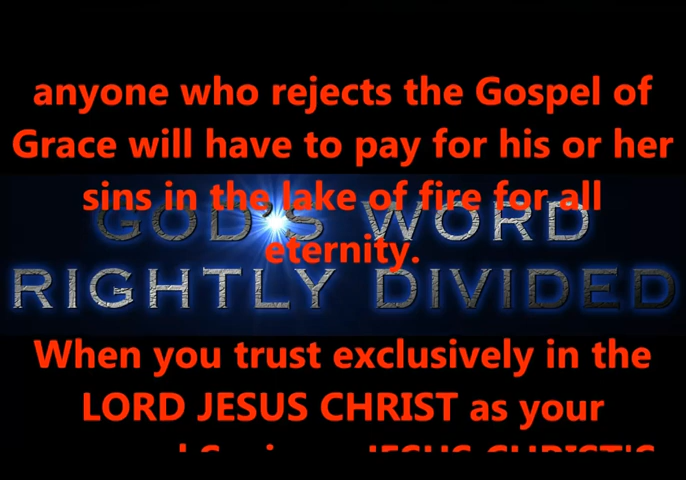 anyone who rejects the Gospel of
Grace will have to pay for his or her
sins in the lake of fire for all
GOD'S WORD
eternity.
RIGHTLY DIVIDED
When you trust exclusively in the
LORD JESUS CHRIST as your
JESUS CHRIST'S